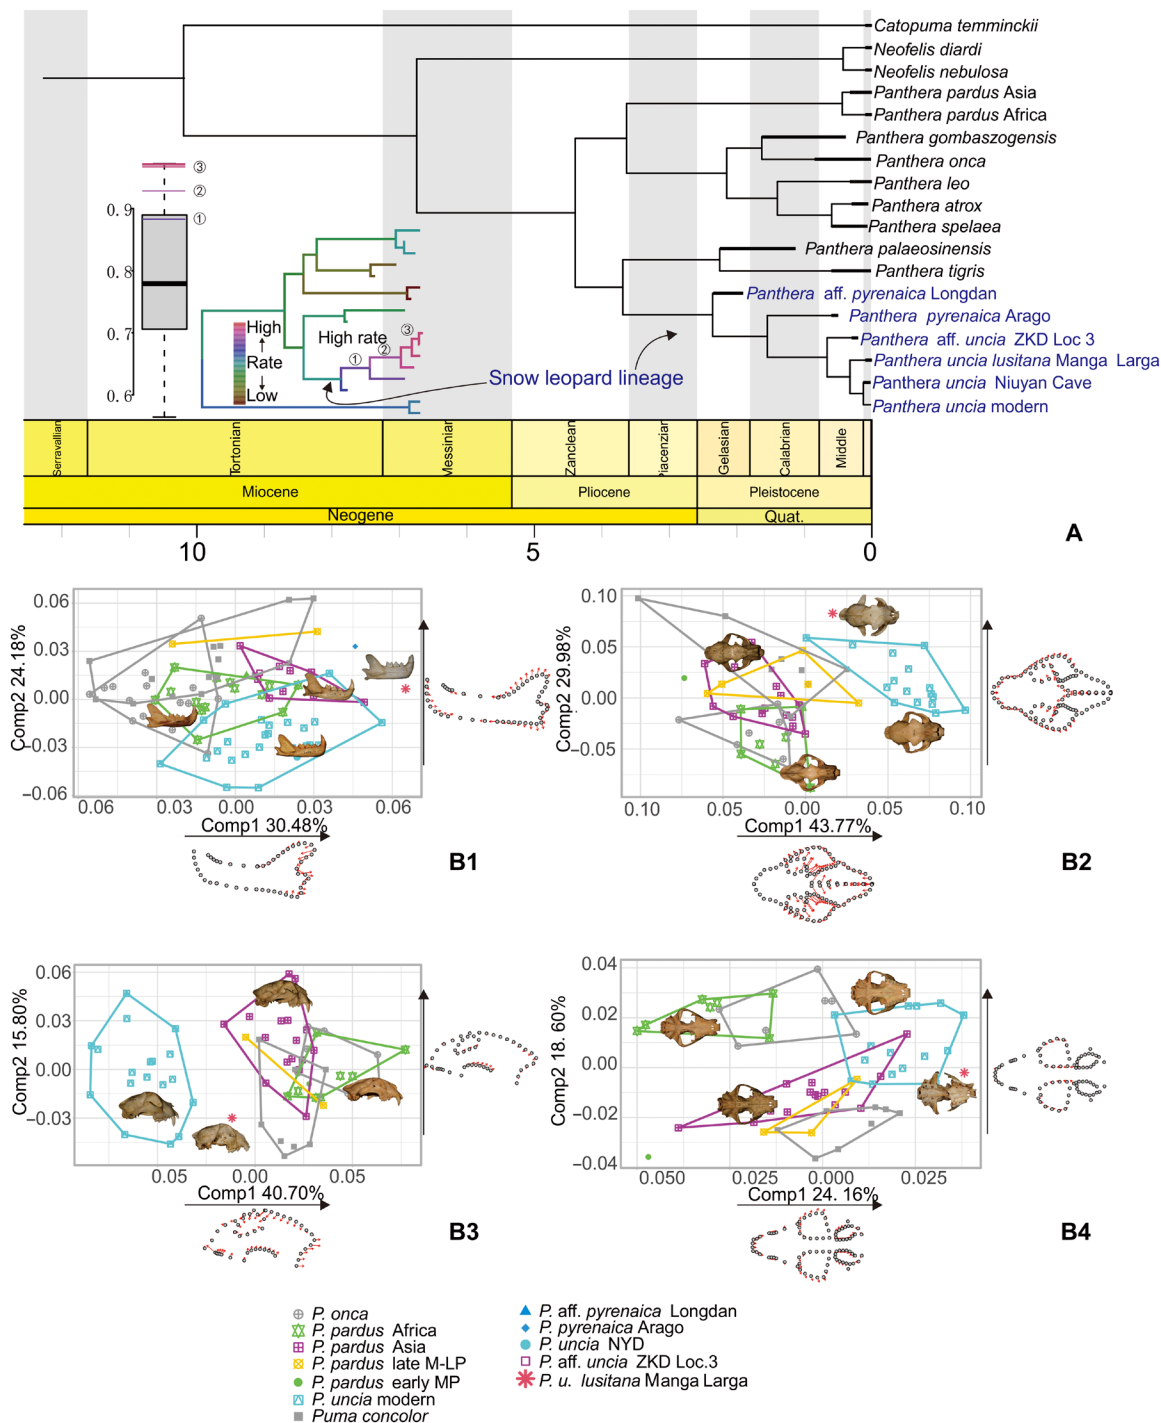 Catopuma temminckii
Neofelis diardi
Neofelis nebulosa
Panthera pardus Asia
Panthera pardus Africa
Panthera gombaszogensis
Panthera onca
Panthera leo
Panthera atrox
Panthera spelaea
Panthera palaeosinensis
Panthera tigris
Panthera aff. pyrenaica Longdan
Panthera pyrenaica Arago
Panthera aff. uncia ZKD Loc 3
Panthera uncia lusitana Manga Larga
Panthera uncia Niuyan Cave
Panthera uncia modern
③
②
①
0. 9
0. 8
0. 7
0. 6
High
Rate
Low
High rate
①
②
③
Snow leopard lineage
Serravallian
Tortonian
Messinian
Zanclean
Piacenzian
Gelasian
Calabrian
Middle
Miocene
Pliocene
Pleistocene
Neogene
Quat.
10
5
0
A
Comp2 24.18%
0.06
0.03
0.00
−0.03
−0.06
0.06
0.03
0.00
0.03
0.06
Comp1 30.48%
B1
Comp2 29.98%
0.10
0.05
0.00
−0.05
0.10
0.05
0.00
0.05
0.10
Comp1 43.77%
B2
Comp2 15.80%
0.06
0.03
0.00
−0.03
0.05
0.00
0.05
Comp1 40.70%
B3
Comp2 18. 60%
0.04
0.02
0.00
−0.02
−0.04
0.050
0.025
0.000
0.025
Comp1 24. 16%
B4
P. onca
P. pardus Africa
P. pardus Asia
P. pardus late M-LP
P. pardus early MP
P. uncia modern
Puma concolor
P. aff. pyrenaica Longdan
P. pyrenaica Arago
P. uncia NYD
P. aff. uncia ZKD Loc.3
P. u. lusitana Manga Larga